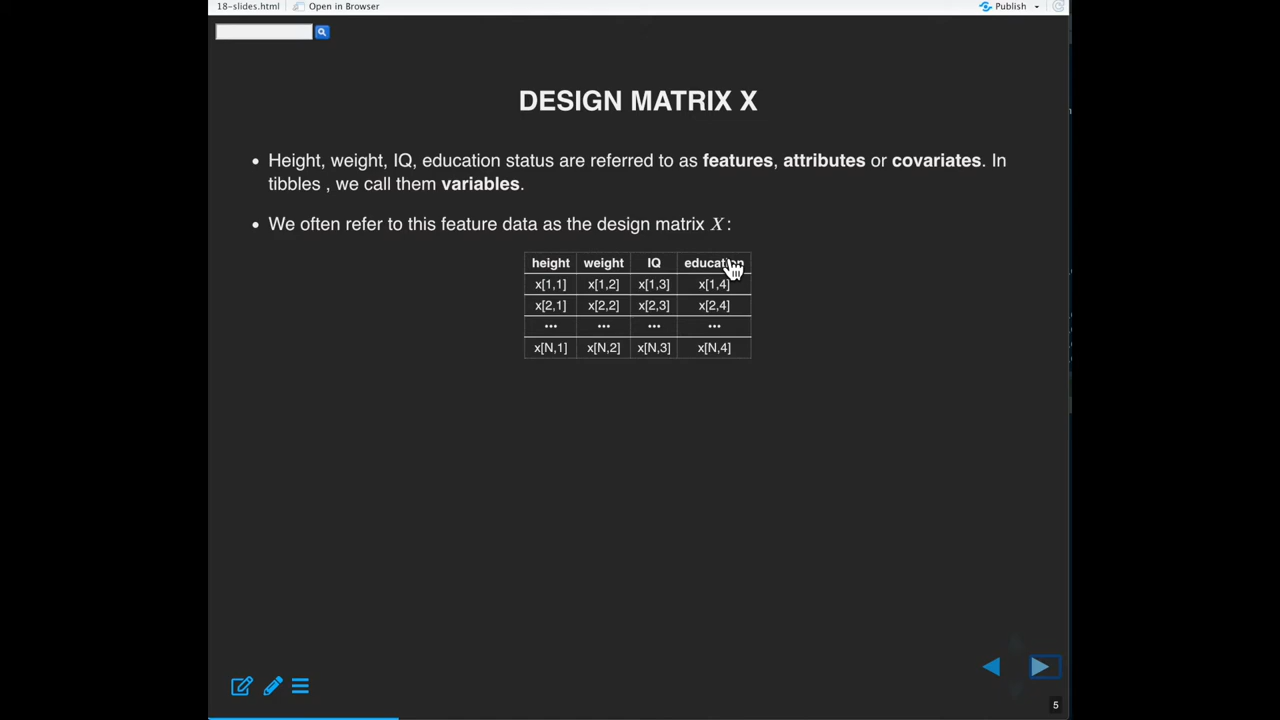 18-slides.html Open in Browser Publish
DESIGN MATRIX X
• Height, weight, IQ, education status are referred to as features, attributes or covariates. In
tibbles , we call them variables.
• We often refer to this feature data as the design matrix X:
height weight IQ education
x[1,1] x[1,2] x[1,3] x[1,4]
x[2,1] x[2,2] x[2,3] x[2,4]
... ... ... ...
x[N,1] x[N,2] x[N,3] x[N,4]
5